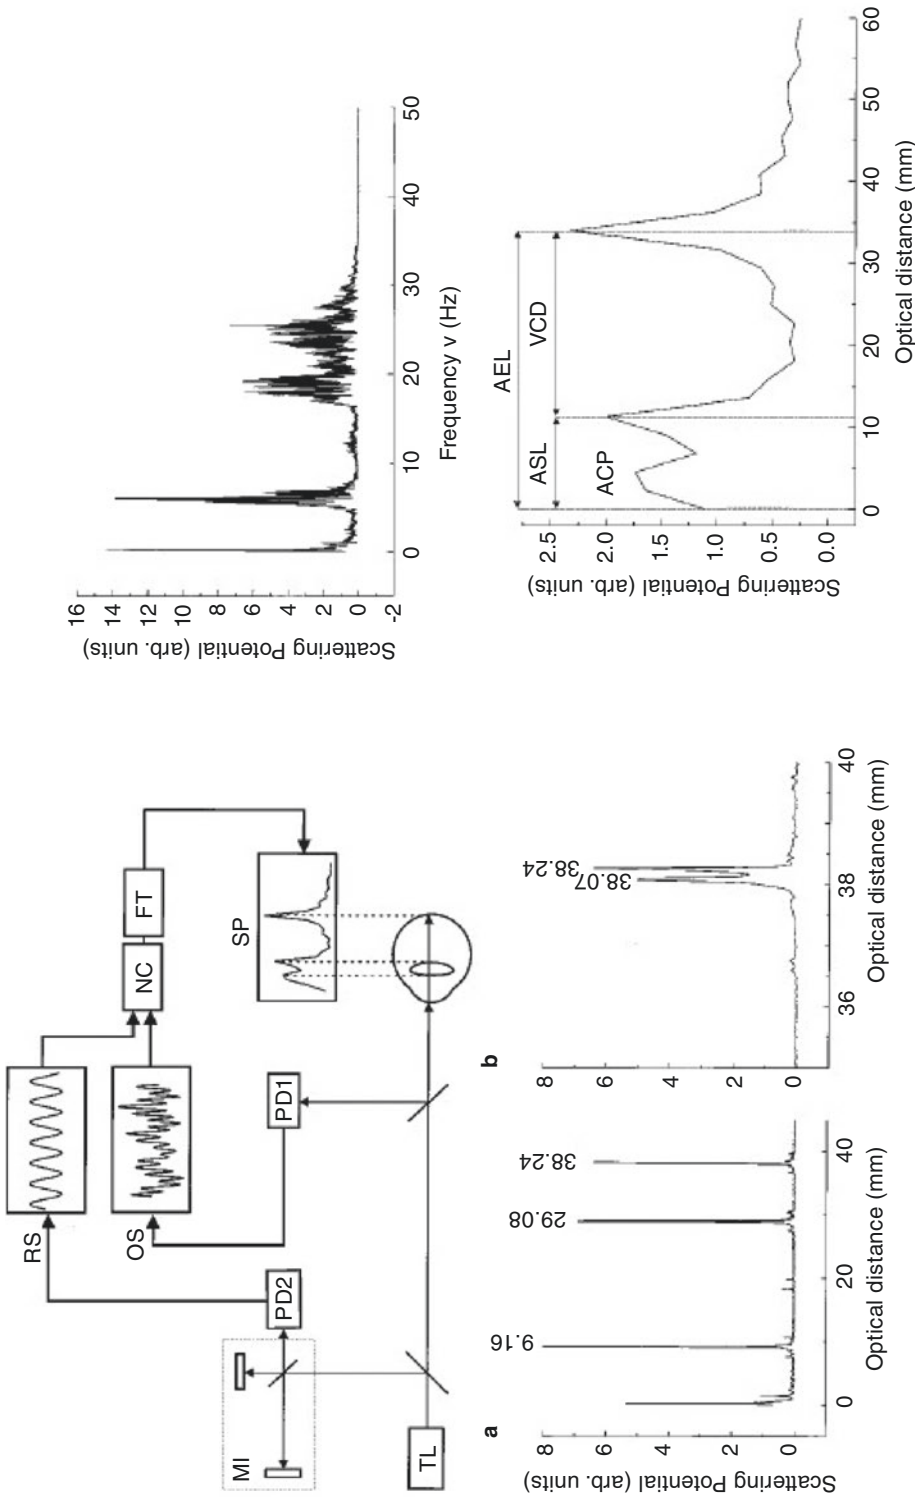 RS
OS
NC
FT
SP
PD2
PD1
MI
TL
16
14
12
10
8
6
4
2
0
-2
Scattering Potential (arb. units)
0
10
20
30
40
50
Frequency v (Hz)
a
8
6
4
2
0
Scattering Potential (arb. units)
9.16
29.08
38.24
0
20
40
Optical distance (mm)
b
8
6
4
2
0
38.07
38.24
36
38
40
Optical distance (mm)
2.5
2.0
1.5
1.0
0.5
0.0
Scattering Potential (arb. units)
AEL
ASL
VCD
ACP
0
10
20
30
40
50
60
Optical distance (mm)